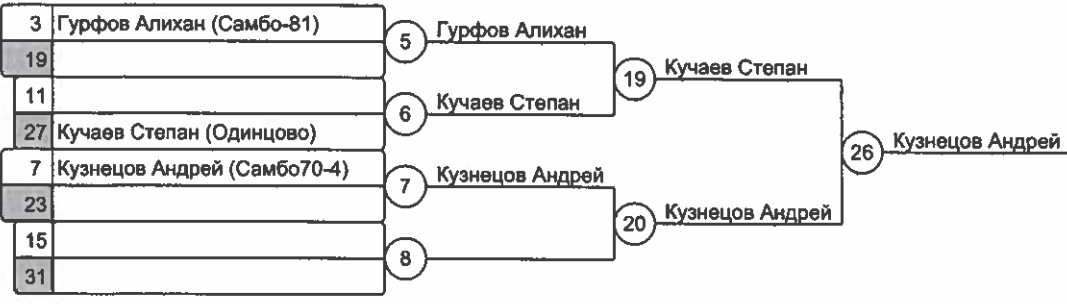 3 Гурфов Алихан (Самбо-81)
19
11
27 Кучаев Степан (Одинцово)
7 Кузнецов Андрей (Самбо70-4)
23
15
31
5 Гурфов Алихан
6 Кучаев Степан
7 Кузнецов Андрей
8
19 Кучаев Степан
20 Кузнецов Андрей
26 Кузнецов Андрей